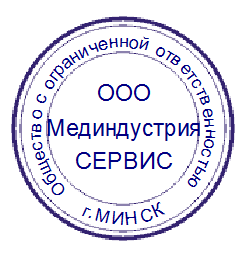 Общество с ограниченной ответственностью
ООО
Мединдустрия
СЕРВИС
г. МИНСК